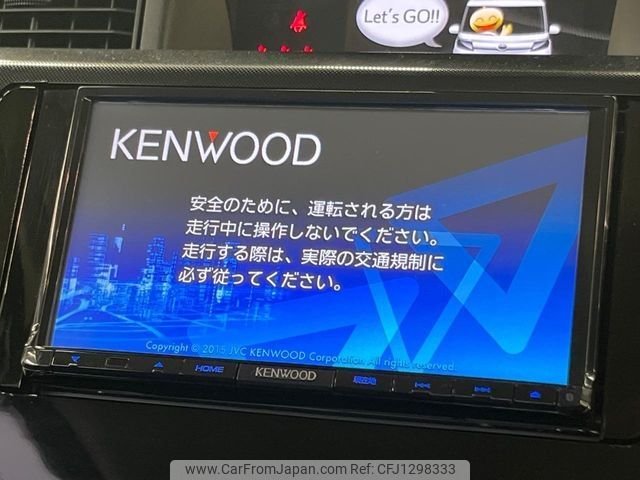 Let's GO!!
KENWOOD
安全のために、運転される方は
走行中に操作しないでください。
走行する際は、実際の交通規制に
必ず従ってください。
Copyright © 2015 JVC KENWOOD Corporation All rights reserved.
HOME KENWOOD 現在地
www.CarFromJapan.com - CFJ1298333